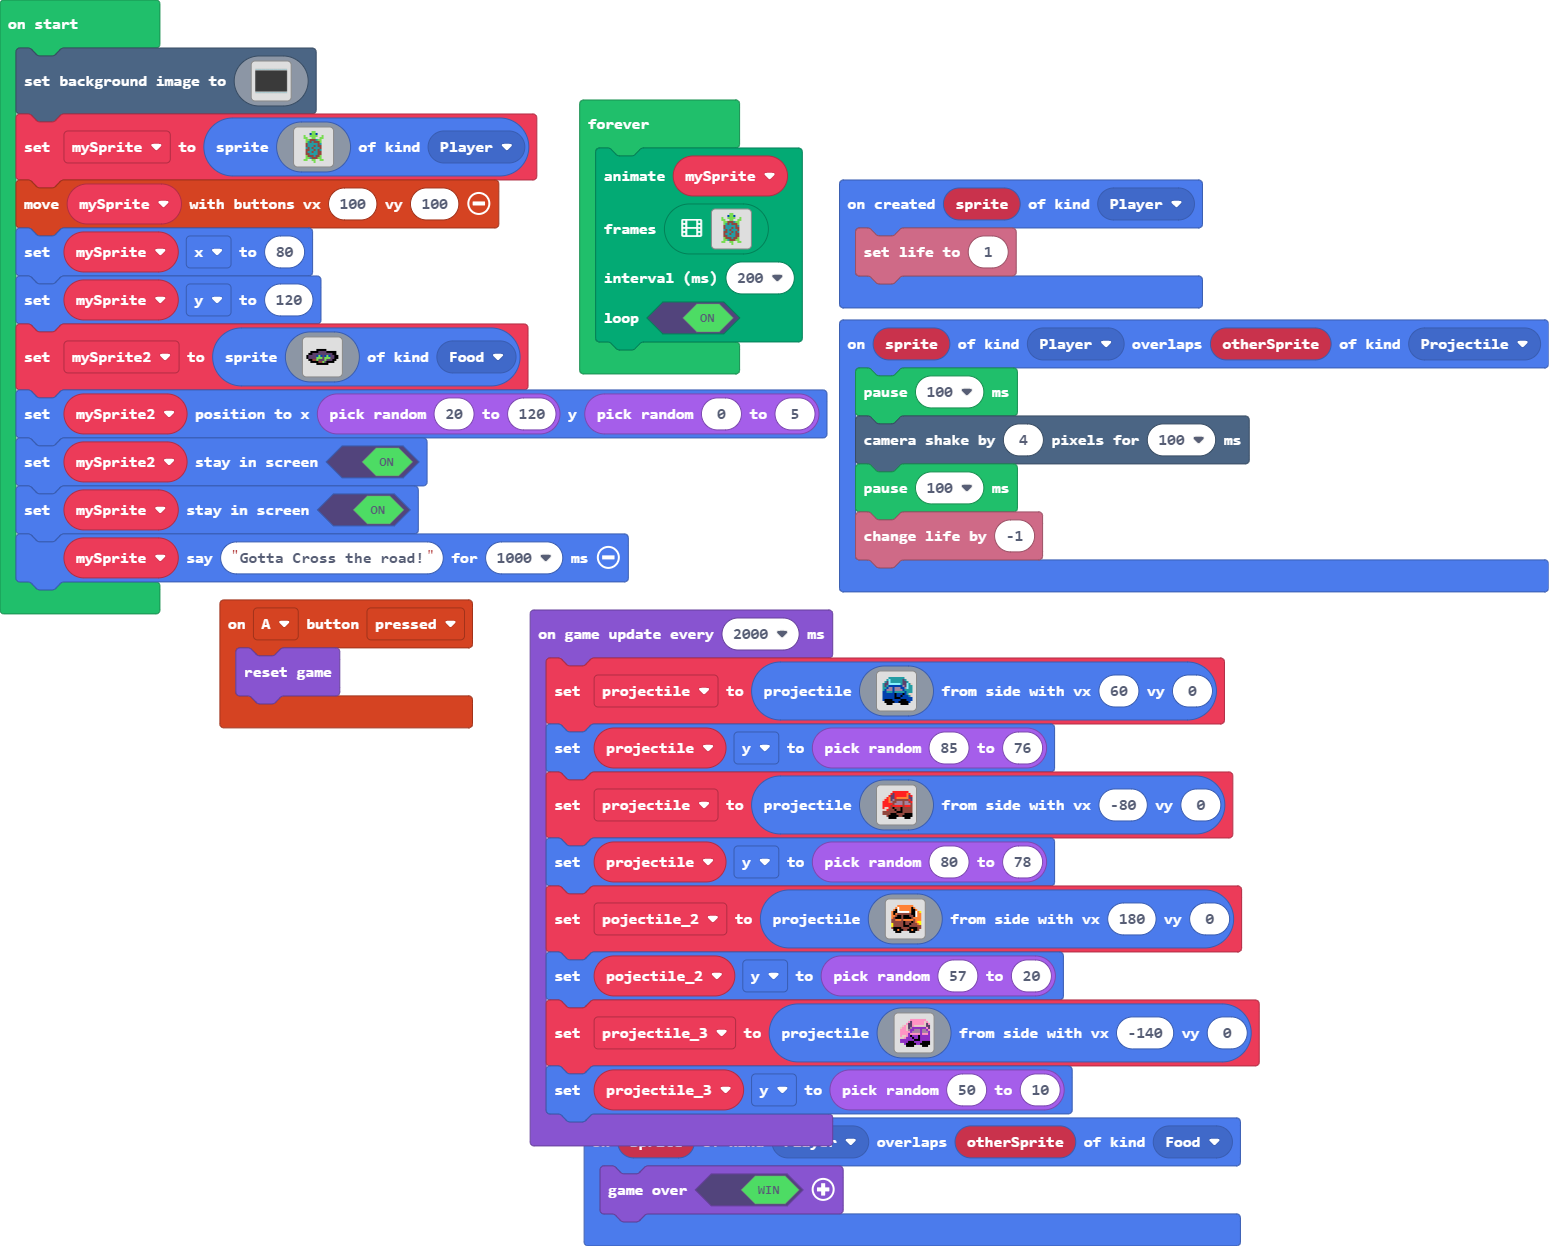 on start
set background image to
set mySprite to sprite of kind Player
move mySprite with buttons vx 100 vy 100
set mySprite x to 80
set mySprite y to 120
set mySprite2 to sprite of kind Food
set mySprite2 position to x pick random 20 to 120 y pick random 0 to 5
set mySprite2 stay in screen ON
set mySprite stay in screen ON
mySprite say "Gotta Cross the road!" for 1000 ms
forever
animate mySprite
frames
interval (ms) 200
loop ON
on created sprite of kind Player
set life to 1
on sprite of kind Player overlaps otherSprite of kind Projectile
pause 100 ms
camera shake by 4 pixels for 100 ms
pause 100 ms
change life by -1
on A button pressed
reset game
on game update every 2000 ms
set projectile to projectile from side with vx 60 vy 0
set projectile y to pick random 85 to 76
set projectile to projectile from side with vx -80 vy 0
set projectile y to pick random 80 to 78
set pojectile_2 to projectile from side with vx 180 vy 0
set pojectile_2 y to pick random 57 to 20
set projectile_3 to projectile from side with vx -140 vy 0
set projectile_3 y to pick random 50 to 10
overlaps otherSprite of kind Food
game over WIN